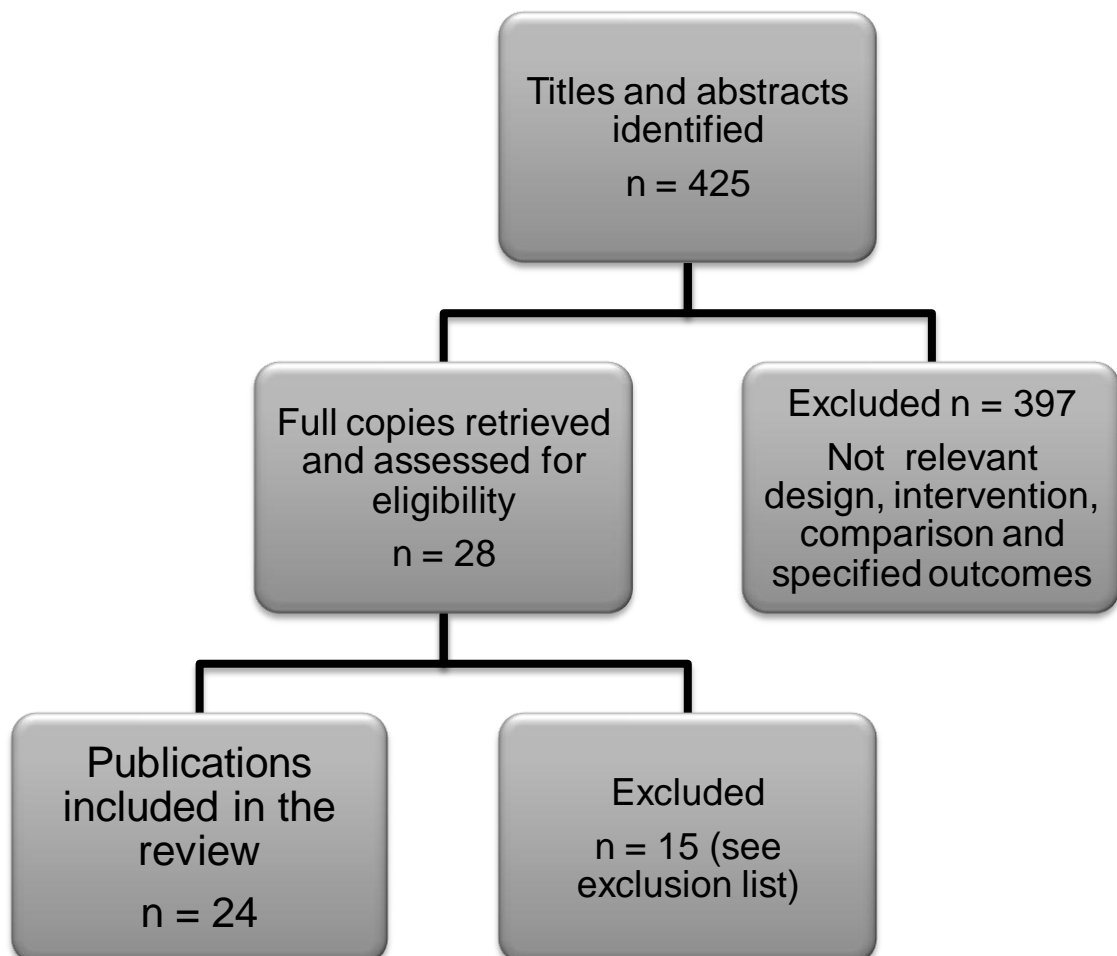 Titles and abstracts
identified
n = 425
Full copies retrieved
and assessed for
eligibility
n = 28
Excluded n = 397
Not relevant
design, intervention,
comparison and
specified outcomes
Publications
included in the
review
n = 24
Excluded
n = 15 (see
exclusion list)